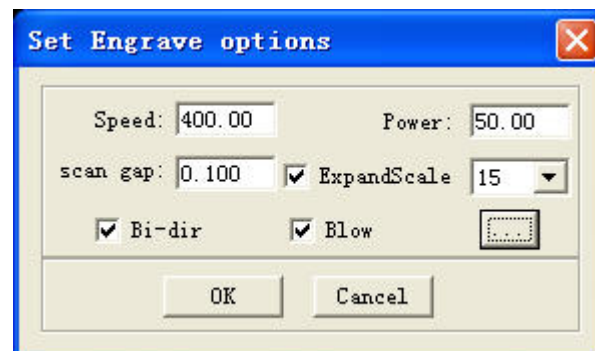 Set Engrave options
Speed: 400.00 Power: 50.00
scan gap: 0.100 ExpandScale 15
Bi-dir Blow ...
OK Cancel